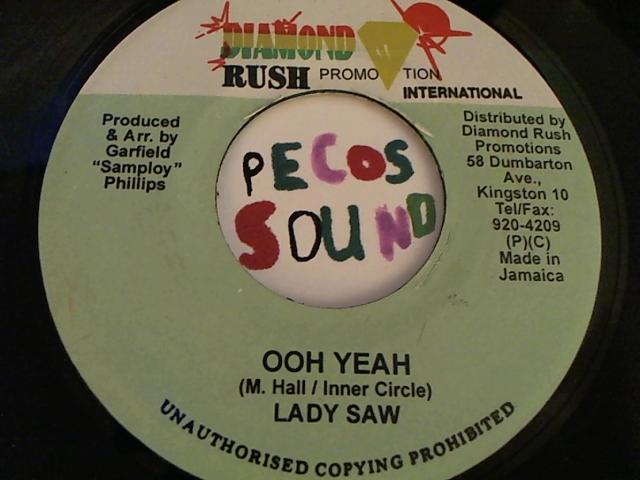 DIAMOND
RUSH PROMOTION
INTERNATIONAL
Produced
& Arr. by
Garfield
"Samploy"
Phillips
Distributed by
Diamond Rush
Promotions
58 Dumbarton
Ave.,
Kingston 10
Tel/Fax:
920-4209
(P)(C)
Made in
Jamaica
PECOS
SOUND
OOH YEAH
(M. Hall / Inner Circle)
LADY SAW
UNAUTHORISED COPYING PROHIBITED